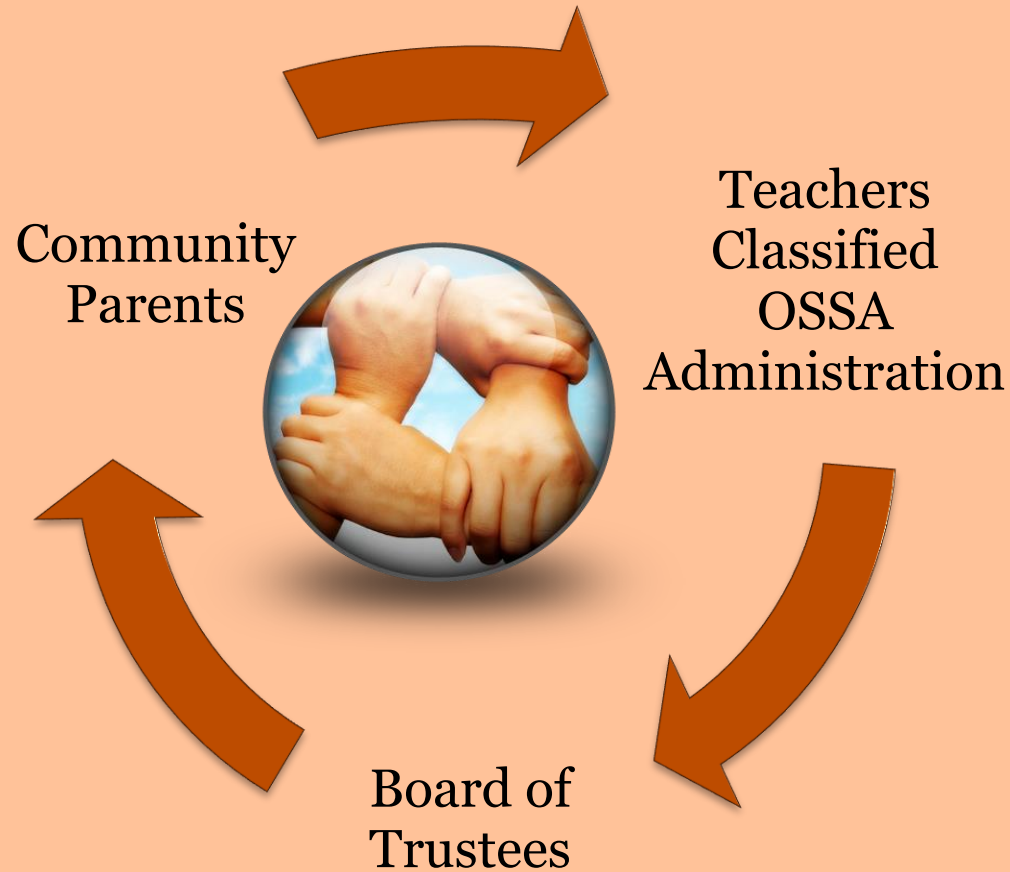 Community
Parents
Teachers
Classified
OSSA
Administration
Board of
Trustees